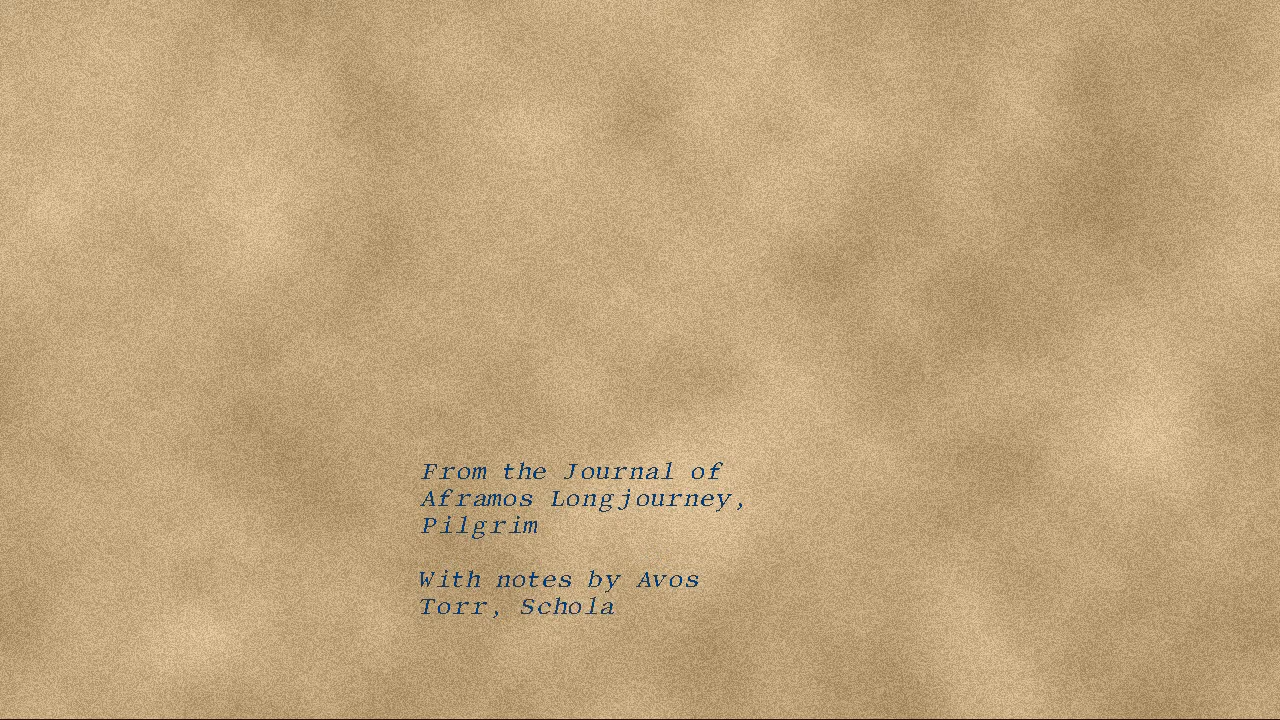 From the Journal of
Aframos Longjourney,
Pilgrim
With notes by Avos
Torr, Schola